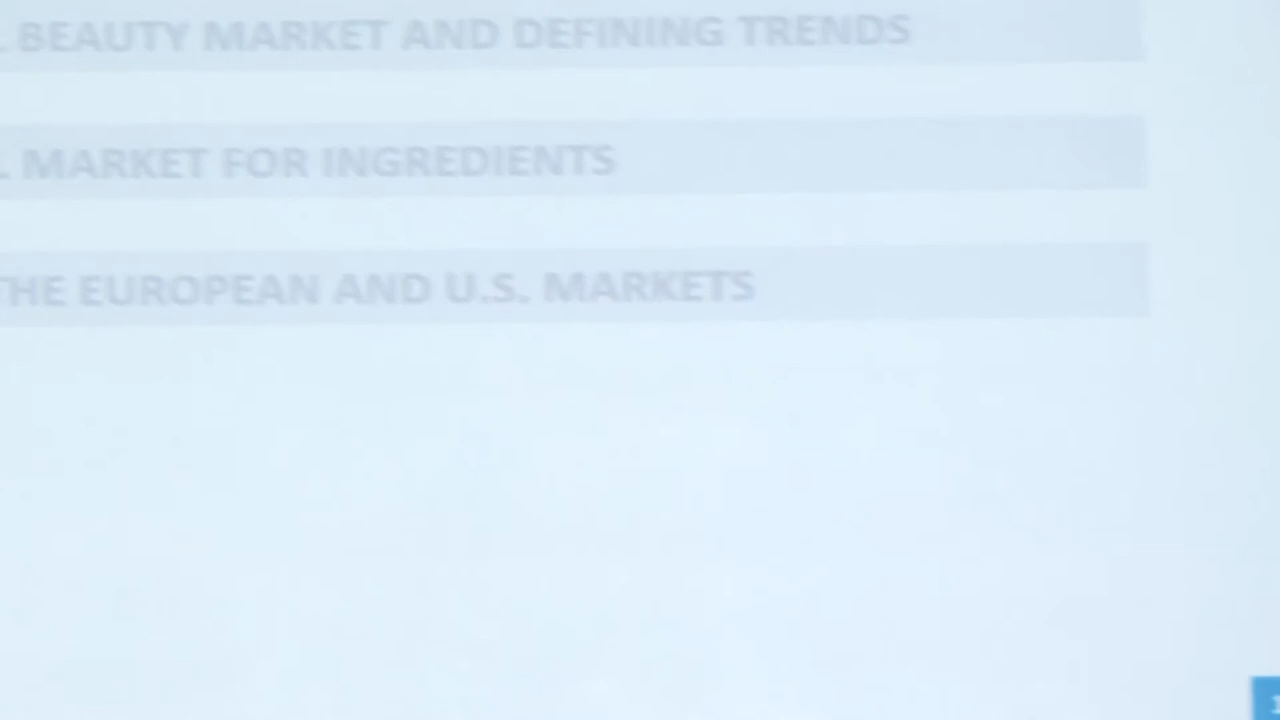 BEAUTY MARKET AND DEFINING TRENDS
MARKET FOR INGREDIENTS
THE EUROPEAN AND U.S. MARKETS